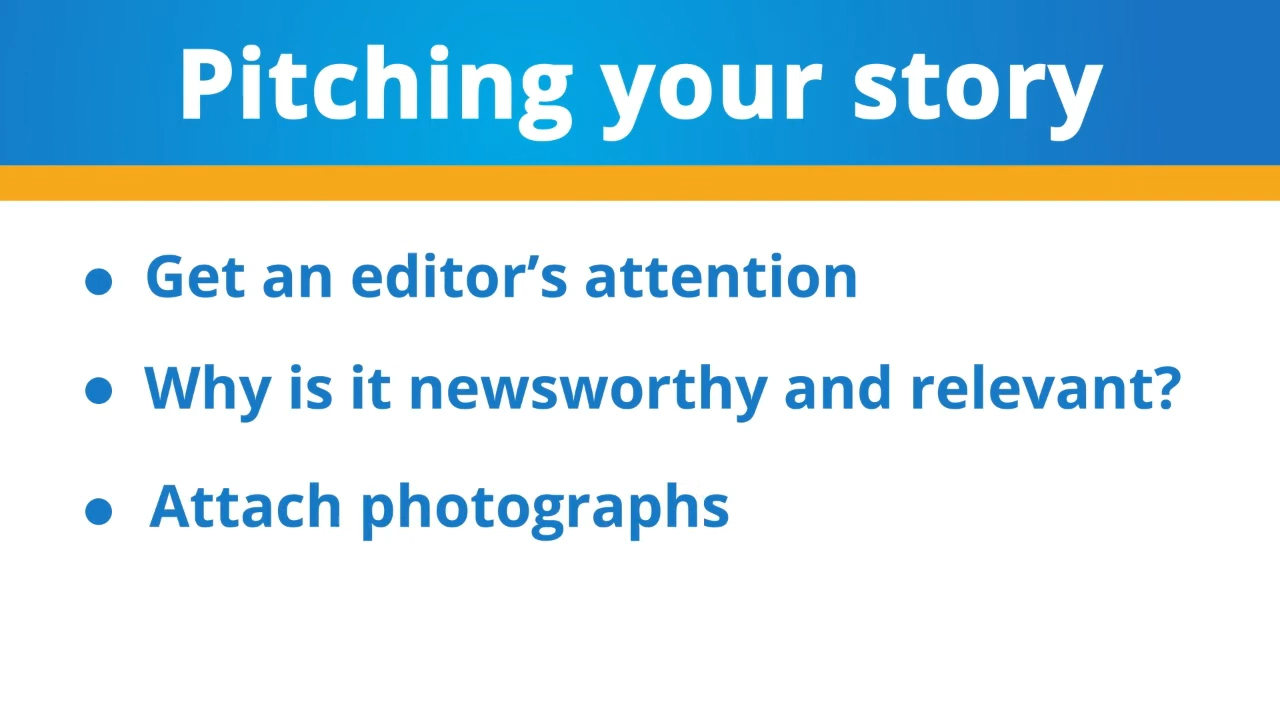 Pitching your story
• Get an editor’s attention
• Why is it newsworthy and relevant?
• Attach photographs